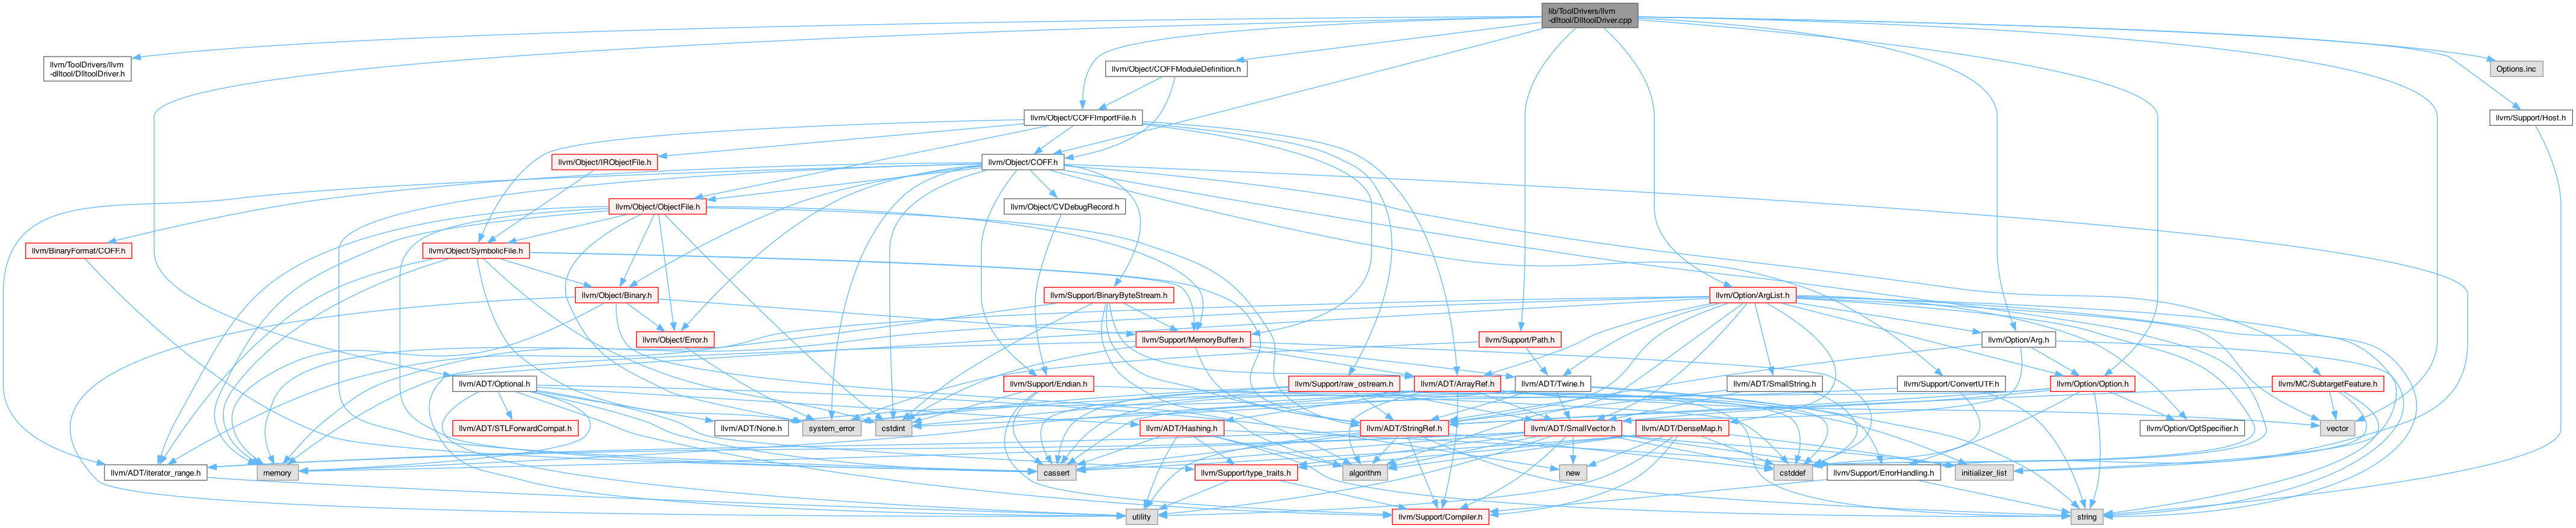 lib/ToolDrivers/llvm
-dlltool/DlltoolDriver.cpp
llvm/ToolDrivers/llvm
-dlltool/DlltoolDriver.h
llvm/Object/COFFModuleDefinition.h
Options.inc
llvm/Object/COFFImportFile.h
llvm/Support/Host.h
llvm/Object/IRObjectFile.h
llvm/Object/COFF.h
llvm/Object/ObjectFile.h
llvm/Object/CVDebugRecord.h
llvm/BinaryFormat/COFF.h
llvm/Object/SymbolicFile.h
llvm/Object/Binary.h
llvm/Support/BinaryByteStream.h
llvm/Option/ArgList.h
llvm/Object/Error.h
llvm/Support/MemoryBuffer.h
llvm/Support/Path.h
llvm/Option/Arg.h
llvm/ADT/Optional.h
llvm/Support/Endian.h
llvm/Support/raw_ostream.h
llvm/ADT/ArrayRef.h
llvm/ADT/Twine.h
llvm/ADT/SmallString.h
llvm/Support/ConvertUTF.h
llvm/Option/Option.h
llvm/MC/SubtargetFeature.h
llvm/ADT/STLForwardCompat.h
llvm/ADT/None.h
system_error
cstdint
llvm/ADT/Hashing.h
llvm/ADT/StringRef.h
llvm/ADT/SmallVector.h
llvm/ADT/DenseMap.h
llvm/Option/OptSpecifier.h
vector
llvm/ADT/iterator_range.h
memory
cassert
llvm/Support/type_traits.h
algorithm
new
cstddef
llvm/Support/ErrorHandling.h
initializer_list
utility
llvm/Support/Compiler.h
string